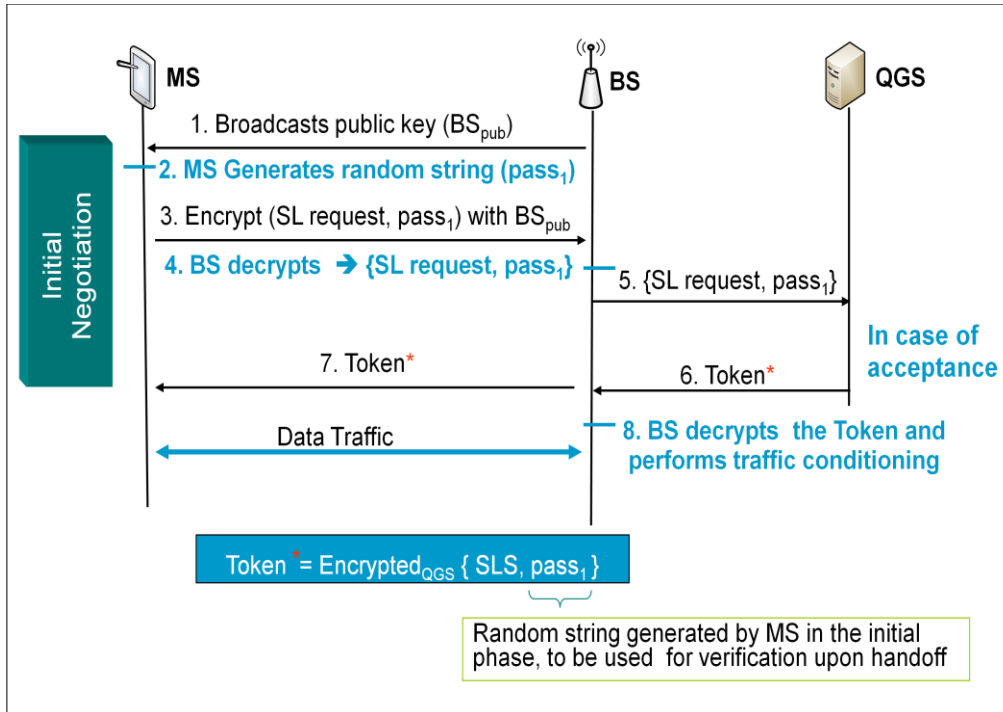 MS
BS
QGS
1. Broadcasts public key (BSpub)
2. MS Generates random string (pass1)
3. Encrypt (SL request, pass1) with BSpub
4. BS decrypts ➔ {SL request, pass1}
5. {SL request, pass1}
Initial
Negotiation
In case of
acceptance
7. Token*
6. Token*
Data Traffic
8. BS decrypts the Token and
performs traffic conditioning
Token *= EncryptedQGS { SLS, pass1 }
Random string generated by MS in the initial
phase, to be used for verification upon handoff